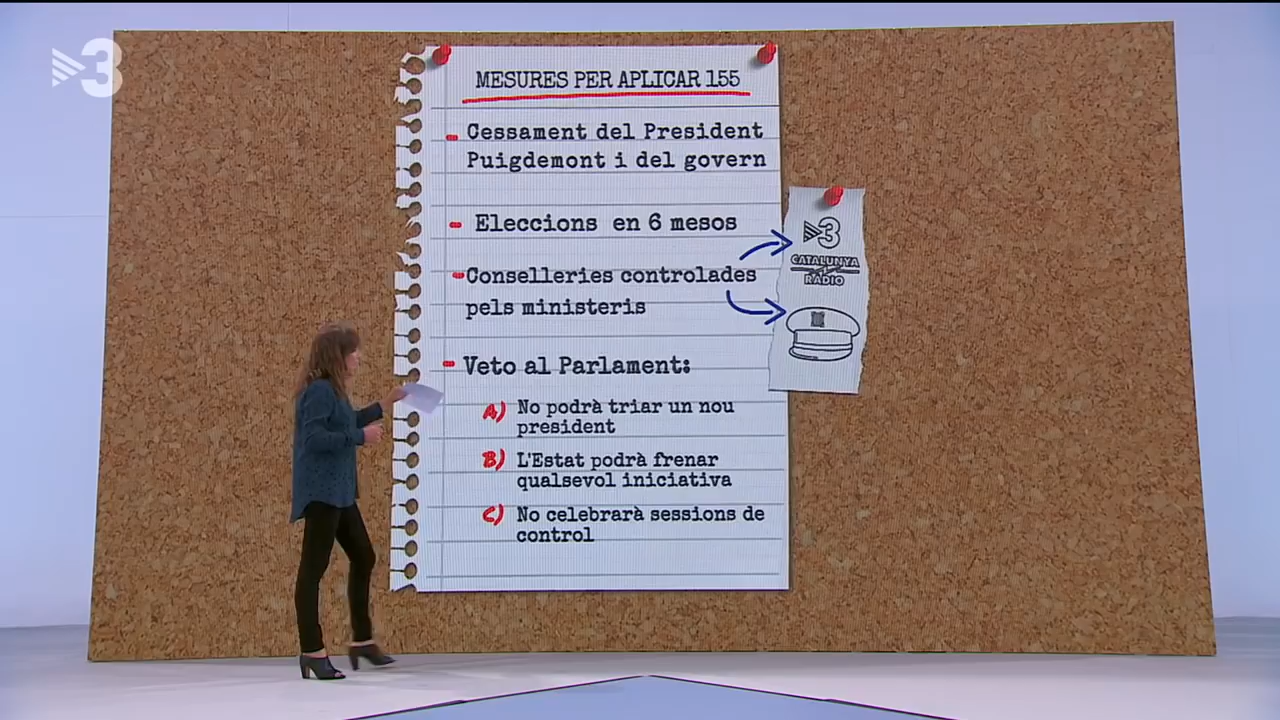 3
MESURES PER APLICAR 155
- Cessament del President
Puigdemont i del govern
- Eleccions en 6 mesos
- Conselleries controlades
pels ministeris
- Veto al Parlament:
A) No podrà triar un nou
president
B) L'Estat podrà frenar
qualsevol iniciativa
C) No celebrarà sessions de
control
3
CATALUNYA
RÀDIO